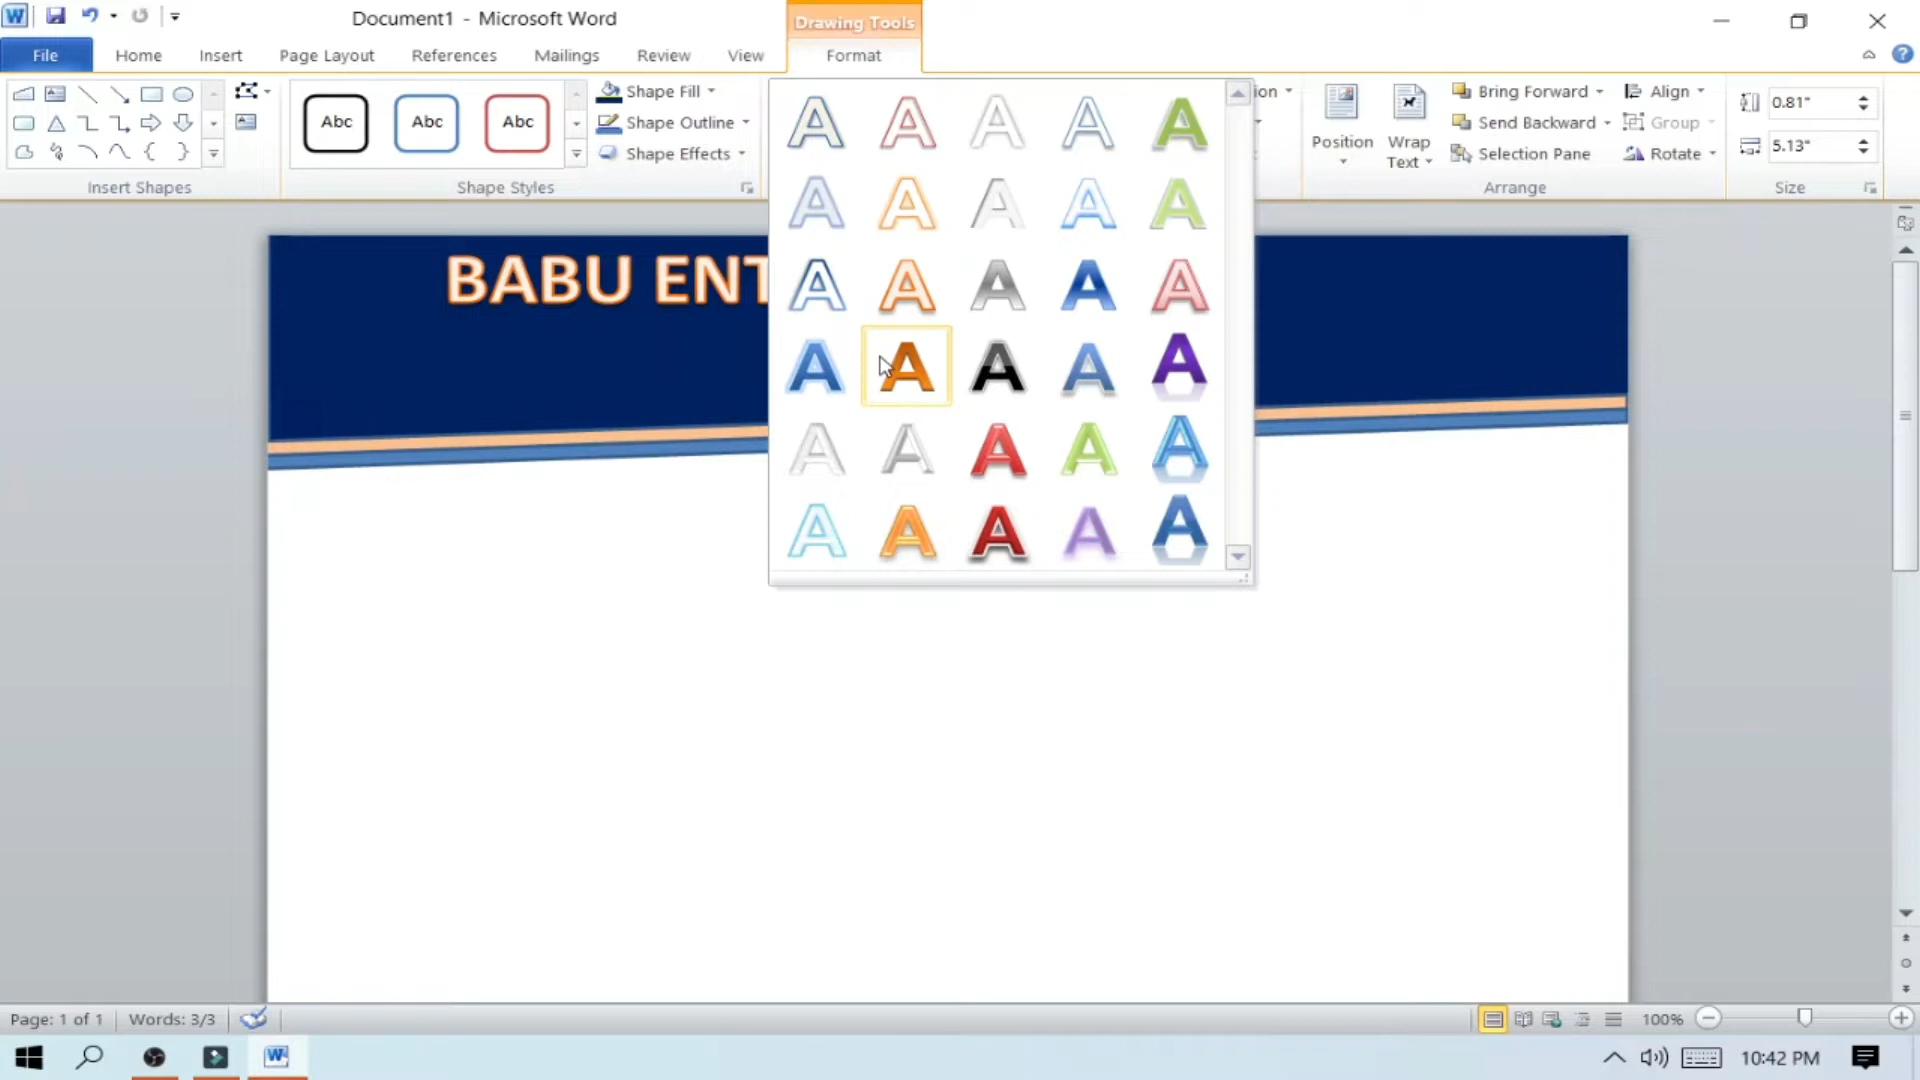 Document1 - Microsoft Word
Drawing Tools
File Home Insert Page Layout References Mailings Review View Format
Abc Abc Abc
Shape Fill
Shape Outline
Shape Effects
Insert Shapes
Shape Styles
A A A A A
A A A A A
A A A A A
A A A A A
A A A A A
A A A A A
ion
Position
Wrap
Text
Bring Forward
Send Backward
Selection Pane
Align
Group
Rotate
Arrange
0.81"
5.13"
Size
BABU ENT
Page: 1 of 1 Words: 3/3 100%
10:42 PM